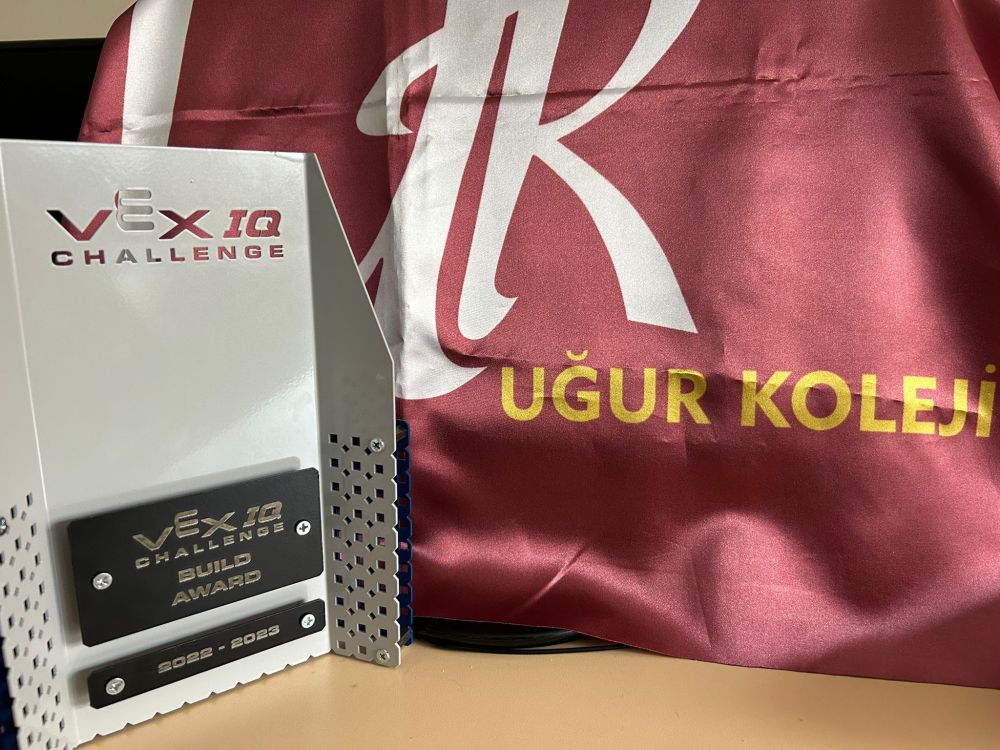 VEX IQ
CHALLENGE
VEX IQ
CHALLENGE
BUILD
AWARD
2022 - 2023
UĞUR KOLEJİ